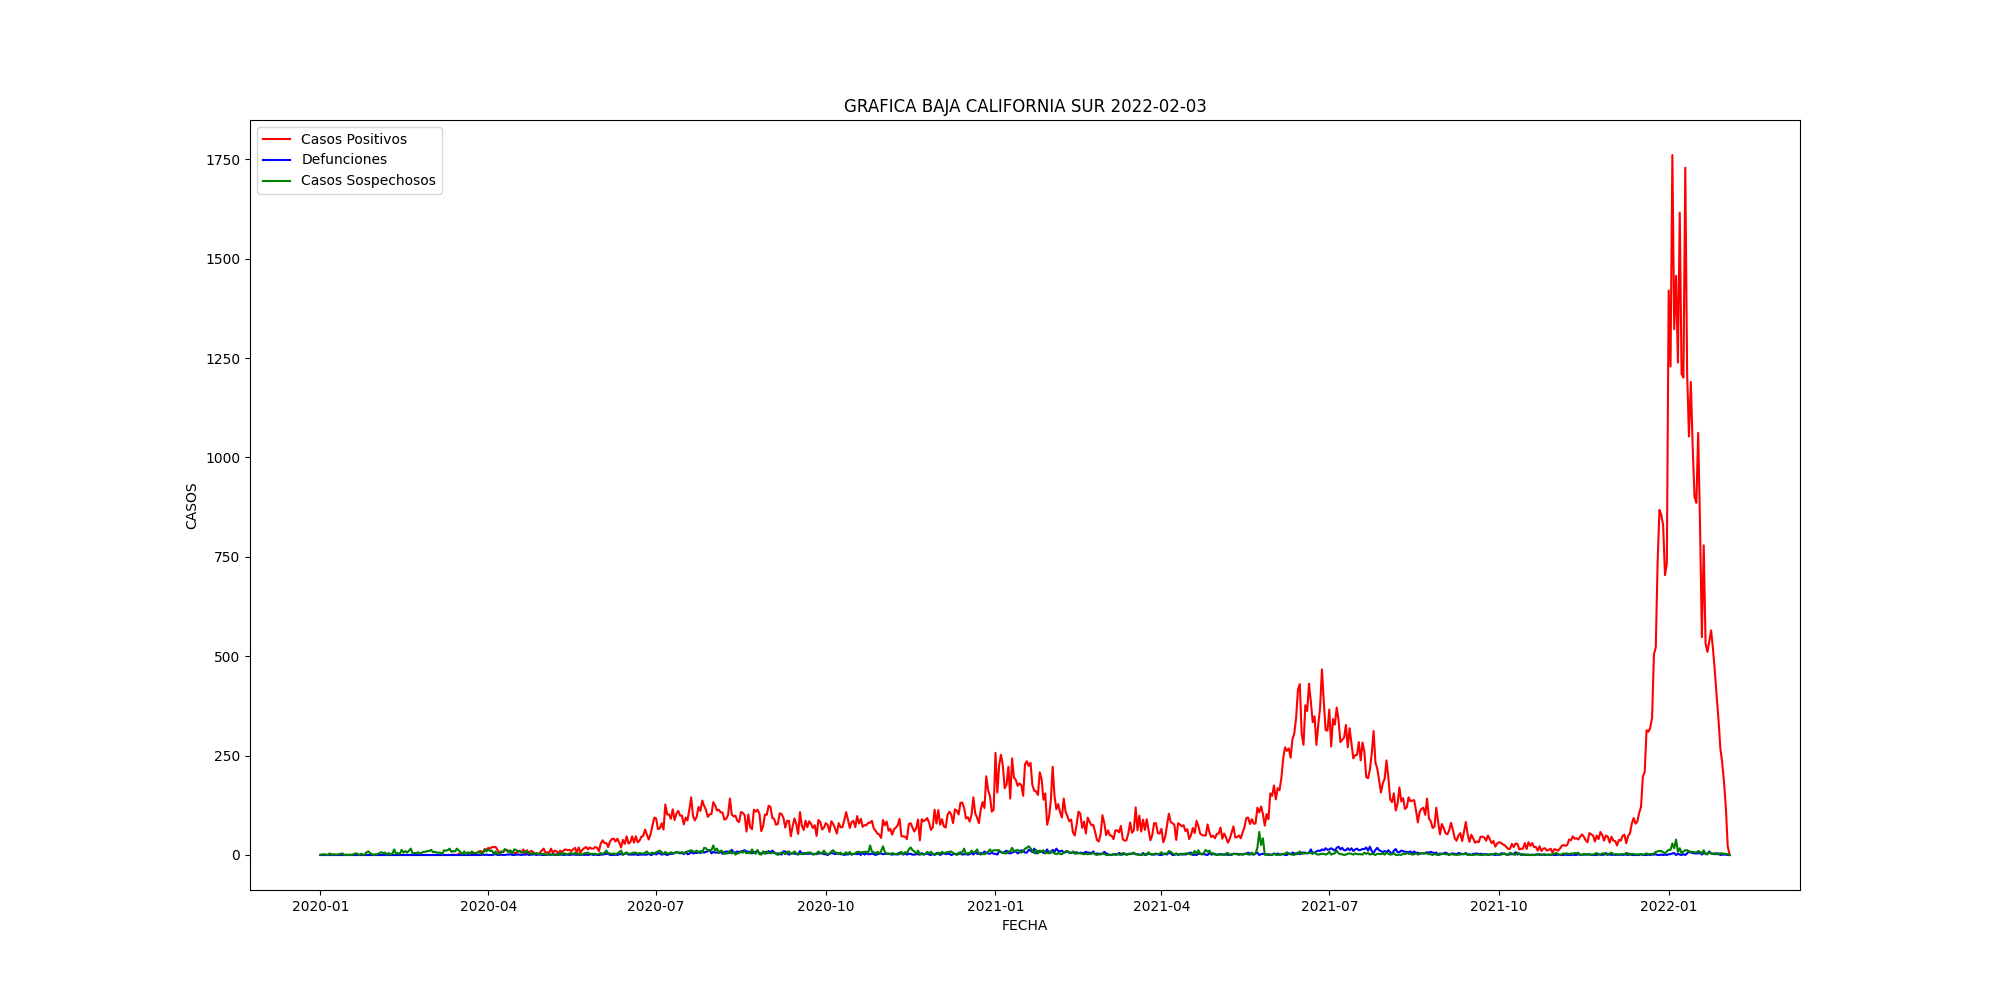 GRAFICA BAJA CALIFORNIA SUR 2022-02-03
Casos Positivos
Defunciones
Casos Sospechosos
1750
1500
1250
1000
750
500
250
0
CASOS
2020-01 2020-04 2020-07 2020-10 2021-01 2021-04 2021-07 2021-10 2022-01
FECHA